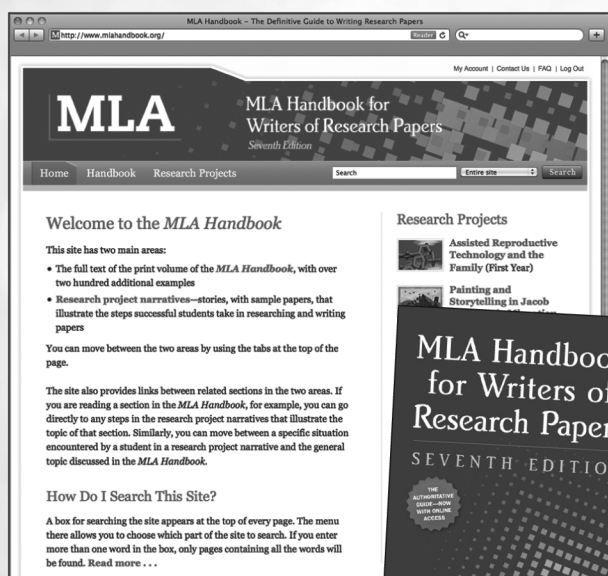 MLA Handbook – The Definitive Guide to Writing Research Papers
http://www.mlahandbook.org/
Reader
My Account | Contact Us | FAQ | Log Out
MLA
MLA Handbook for
Writers of Research Papers
Seventh Edition
Home Handbook Research Projects
Search Entire site Search
Welcome to the MLA Handbook
This site has two main areas:
• The full text of the print volume of the MLA Handbook, with over
two hundred additional examples
• Research project narratives—stories, with sample papers, that
illustrate the steps successful students take in researching and writing
papers
You can move between the two areas by using the tabs at the top of the
page.
The site also provides links between related sections in the two areas. If
you are reading a section in the MLA Handbook, for example, you can go
directly to any steps in the research project narratives that illustrate the
topic of that section. Similarly, you can move between a specific situation
encountered by a student in a research project narrative and the general
topic discussed in the MLA Handbook.
How Do I Search This Site?
A box for searching the site appears at the top of every page. The menu
there allows you to choose which part of the site to search. If you enter
more than one word in the box, only pages containing all the words will
be found. Read more . . .
Research Projects
Assisted Reproductive
Technology and the
Family (First Year)
Painting and
Storytelling in Jacob
MLA Handboo
for Writers of
Research Paper
SEVENTH EDITIO
THE
AUTHORITATIVE
GUIDE—NOW
WITH ONLINE
ACCESS